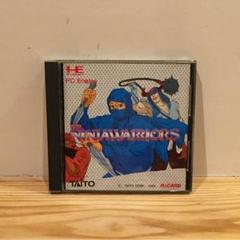 HE
PC Engine
THE
NINJAWARRIORS
TAITO
HuCARD